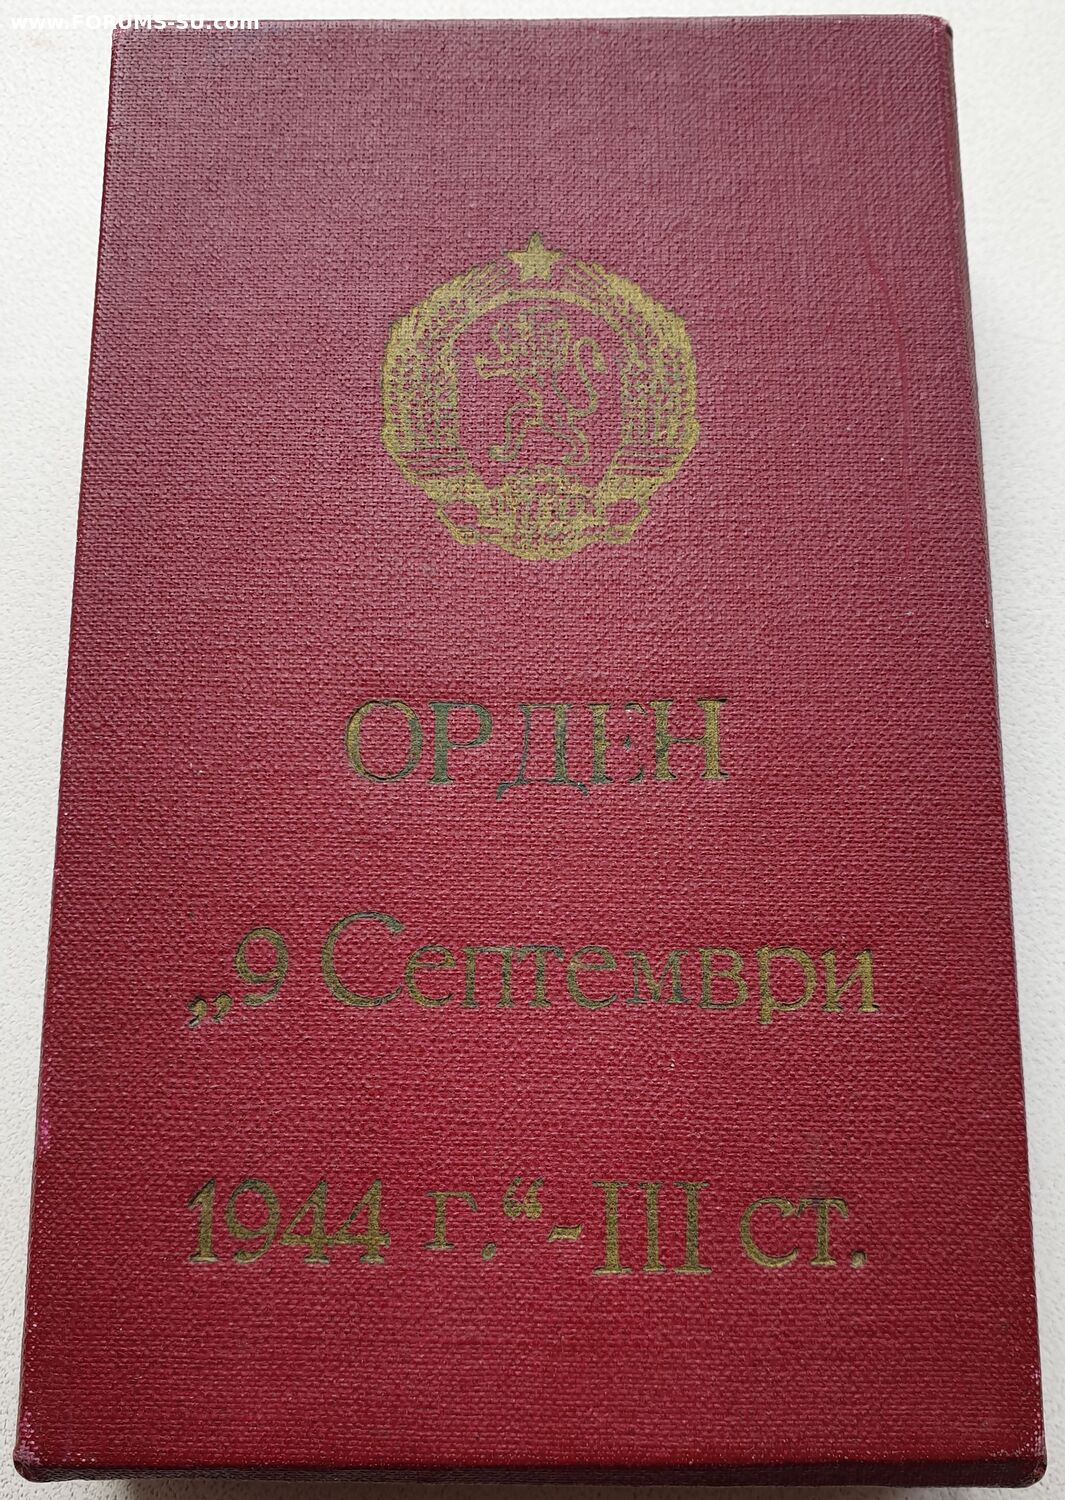 www.FORUMS-SU.com
ОРДЕН
„9 Септември
1944 г.“-III ст.